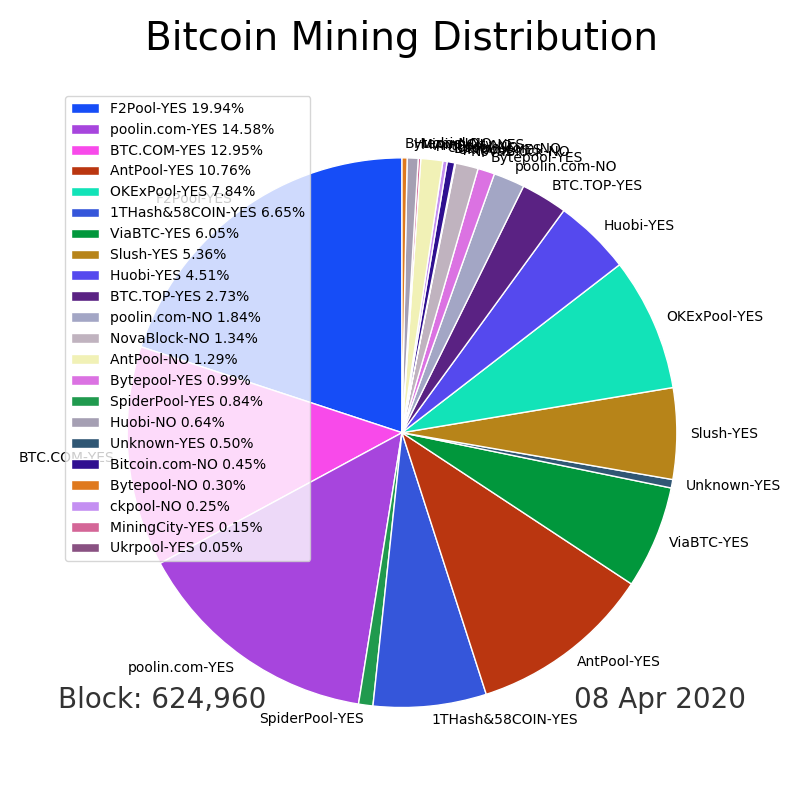 Bitcoin Mining Distribution
F2Pool-YES 19.94%
poolin.com-YES 14.58%
BTC.COM-YES 12.95%
AntPool-YES 10.76%
OKExPool-YES 7.84%
1THash&58COIN-YES 6.65%
ViaBTC-YES 6.05%
Slush-YES 5.36%
Huobi-YES 4.51%
BTC.TOP-YES 2.73%
poolin.com-NO 1.84%
NovaBlock-NO 1.34%
AntPool-NO 1.29%
Bytepool-YES 0.99%
SpiderPool-YES 0.84%
Huobi-NO 0.64%
Unknown-YES 0.50%
Bitcoin.com-NO 0.45%
Bytepool-NO 0.30%
ckpool-NO 0.25%
MiningCity-YES 0.15%
Ukrpool-YES 0.05%
F2Pool-YES
BTC.COM-YES
poolin.com-YES
SpiderPool-YES
1THash&58COIN-YES
AntPool-YES
ViaBTC-YES
Unknown-YES
Slush-YES
OKExPool-YES
Huobi-YES
BTC.TOP-YES
poolin.com-NO
Bytepool-YES
Block: 624,960
08 Apr 2020